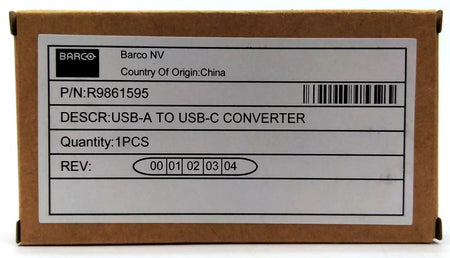 BARCO
Barco NV
Country Of Origin:China
P/N:R9861595
DESCR:USB-A TO USB-C CONVERTER
Quantity:1PCS
REV: 00 01 02 03 04